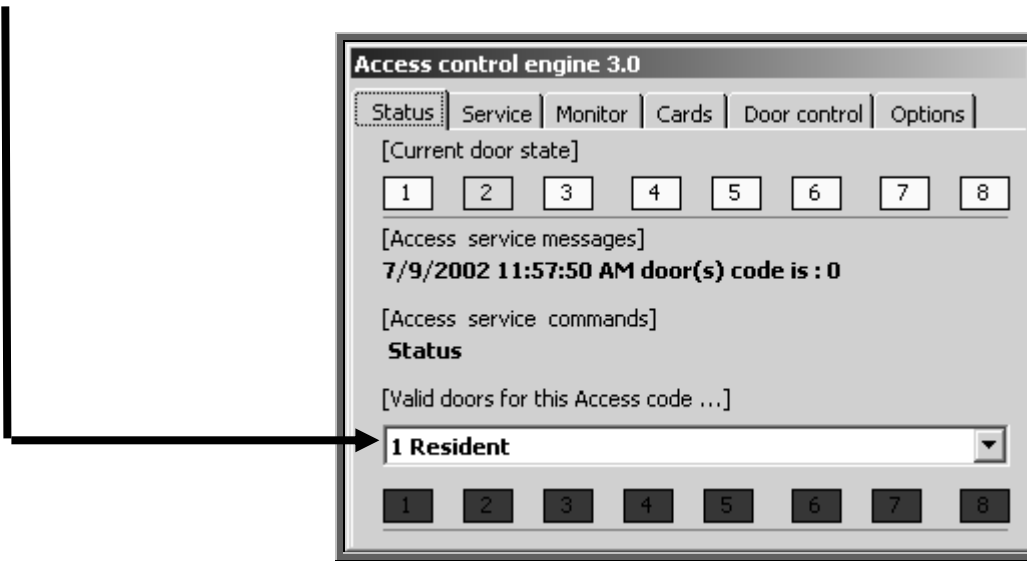 Access control engine 3.0
Status Service Monitor Cards Door control Options
[Current door state]
1 2 3 4 5 6 7 8
[Access service messages]
7/9/2002 11:57:50 AM door(s) code is : 0
[Access service commands]
Status
[Valid doors for this Access code ...]
1 Resident
1 2 3 4 5 6 7 8